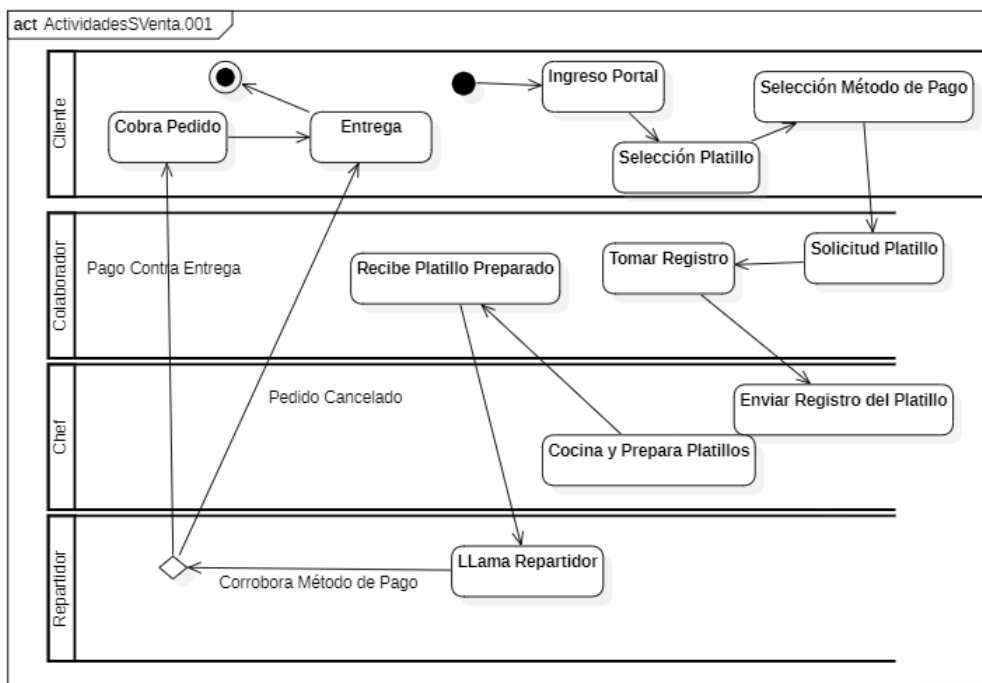 act ActividadesSVenta.001
Cliente
Ingreso Portal
Selección Método de Pago
Cobra Pedido
Entrega
Selección Platillo
Colaborador
Pago Contra Entrega
Recibe Platillo Preparado
Tomar Registro
Solicitud Platillo
Chef
Pedido Cancelado
Enviar Registro del Platillo
Cocina y Prepara Platillos
Repartidor
LLama Repartidor
Corrobora Método de Pago